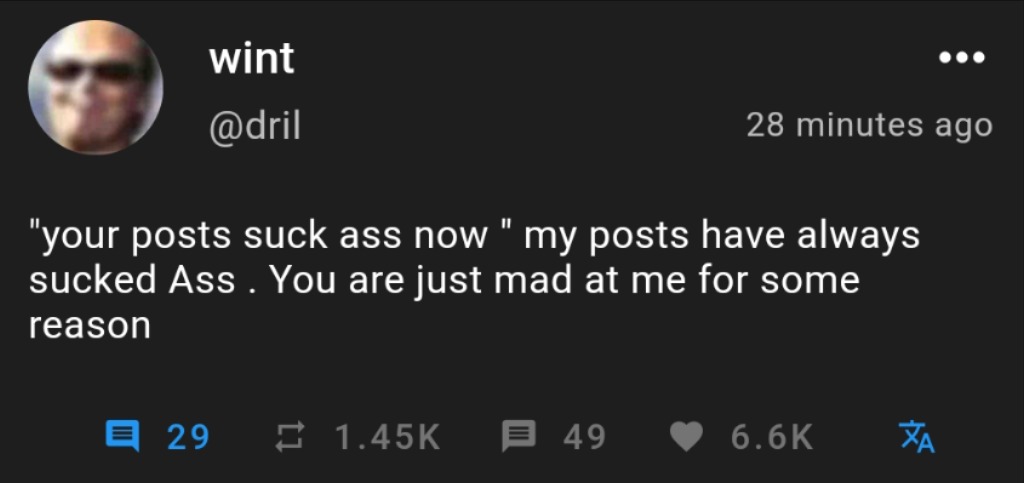 wint
@dril
28 minutes ago
"your posts suck ass now " my posts have always
sucked Ass . You are just mad at me for some
reason
29 1.45K 49 6.6K